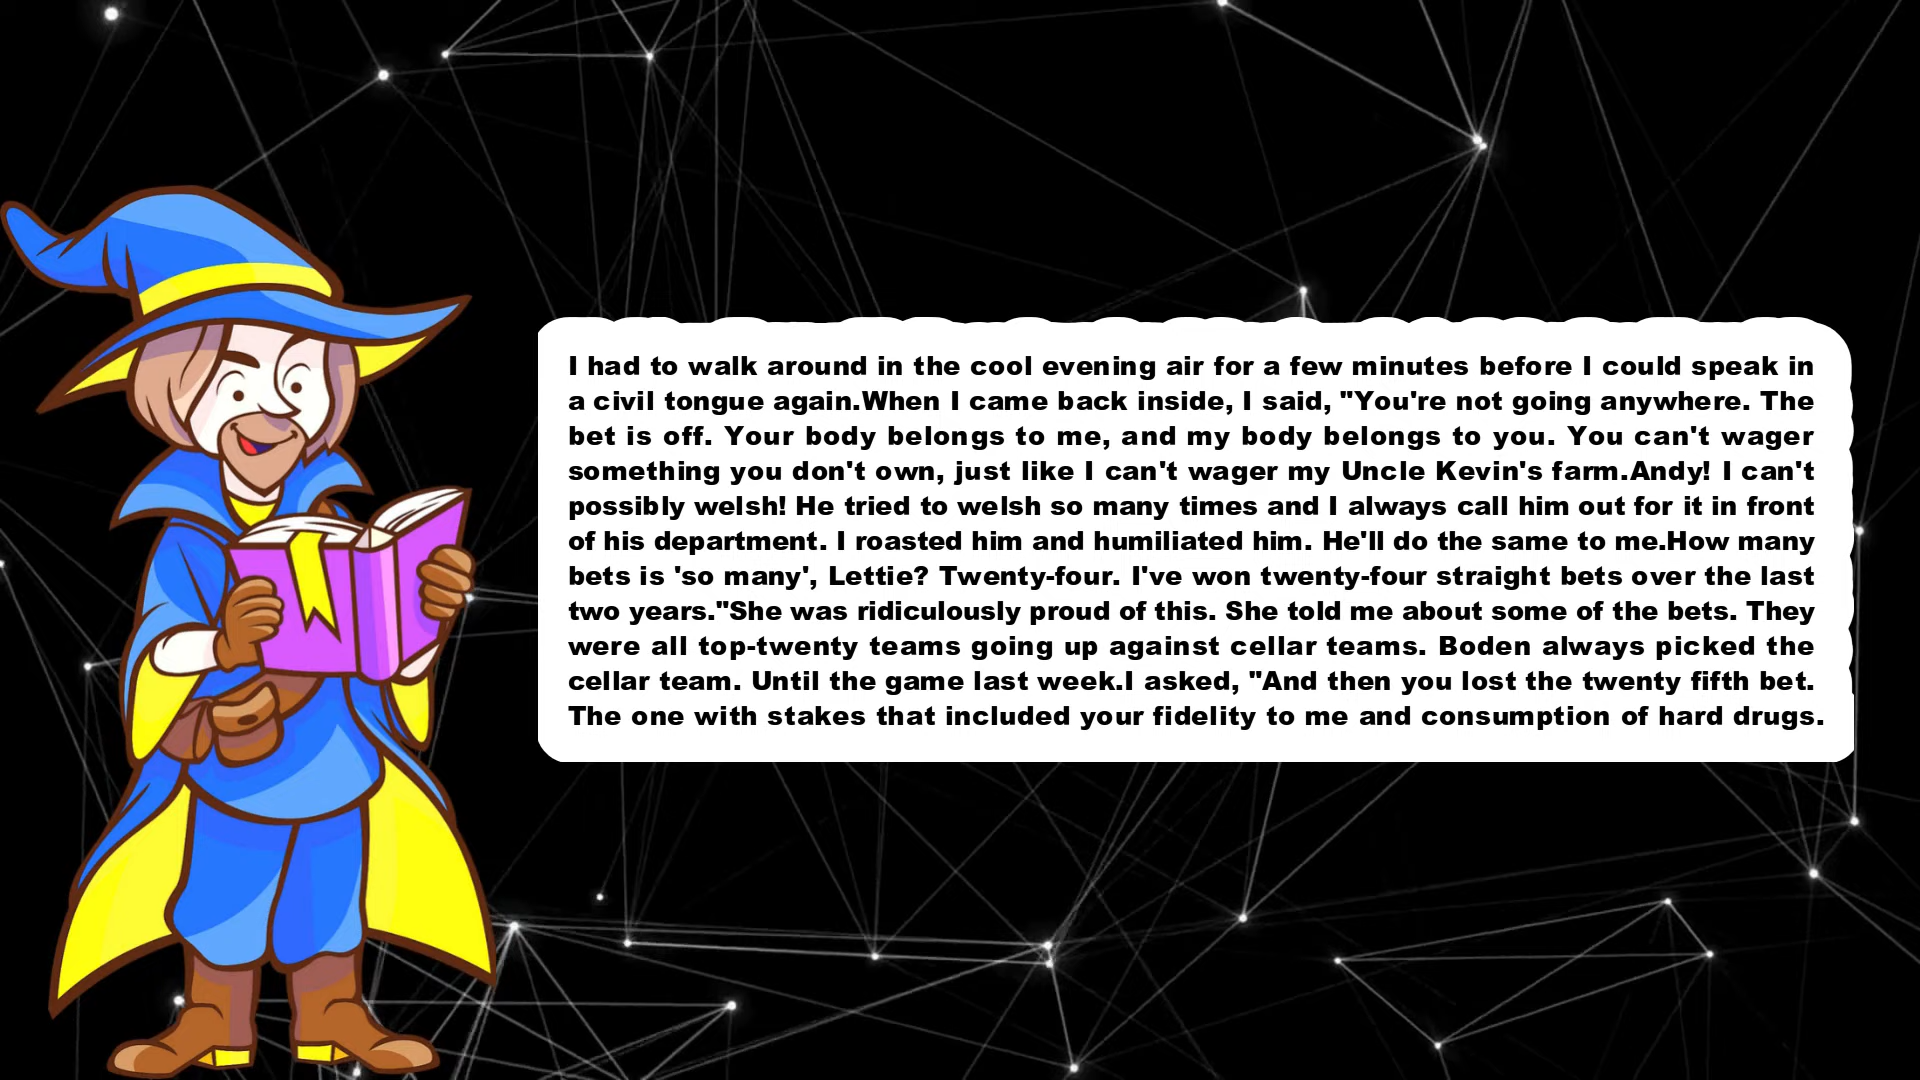 I had to walk around in the cool evening air for a few minutes before I could speak in
a civil tongue again.When I came back inside, I said, "You're not going anywhere. The
bet is off. Your body belongs to me, and my body belongs to you. You can't wager
something you don't own, just like I can't wager my Uncle Kevin's farm.Andy! I can't
possibly welsh! He tried to welsh so many times and I always call him out for it in front
of his department. I roasted him and humiliated him. He'll do the same to me.How many
bets is 'so many', Lettie? Twenty-four. I've won twenty-four straight bets over the last
two years."She was ridiculously proud of this. She told me about some of the bets. They
were all top-twenty teams going up against cellar teams. Boden always picked the
cellar team. Until the game last week.I asked, "And then you lost the twenty fifth bet.
The one with stakes that included your fidelity to me and consumption of hard drugs.